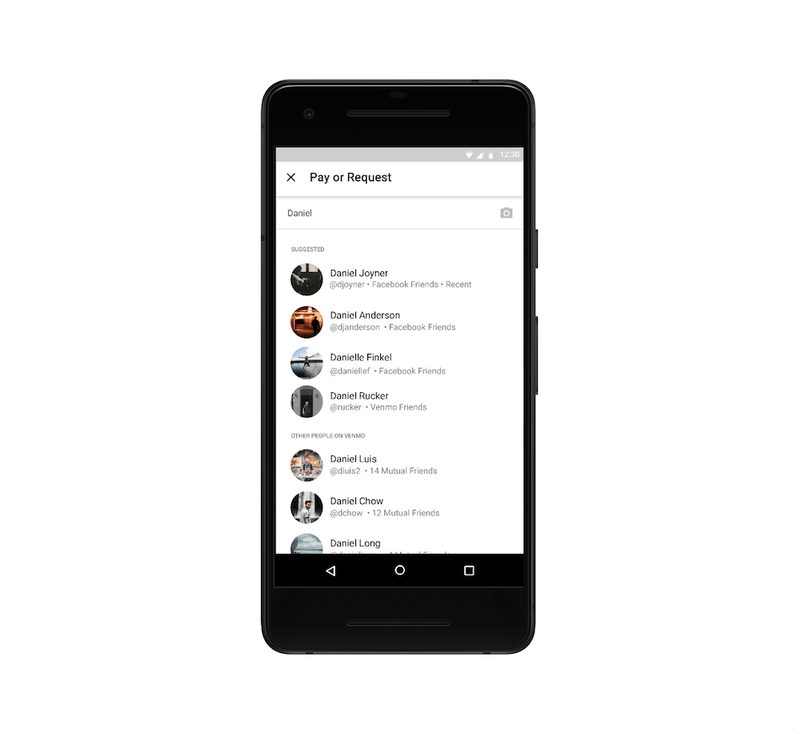 12:30
Pay or Request
Daniel
SUGGESTED
Daniel Joyner
@djoyner • Facebook Friends • Recent
Daniel Anderson
@djanderson • Facebook Friends
Danielle Finkel
@daniellef • Facebook Friends
Daniel Rucker
@rucker • Venmo Friends
OTHER PEOPLE ON VENMO
Daniel Luis
@dluis2 • 14 Mutual Friends
Daniel Chow
@dchow • 12 Mutual Friends
Daniel Long
Mutual Friends